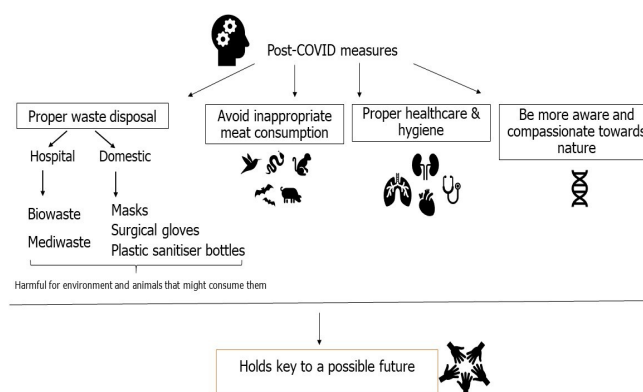 Post-COVID measures
Proper waste disposal
Avoid inappropriate
meat consumption
Proper healthcare &
hygiene
Be more aware and
compassionate towards
nature
Hospital
Domestic
Biowaste
Mediwaste
Masks
Surgical gloves
Plastic sanitiser bottles
Harmful for environment and animals that might consume them
Holds key to a possible future